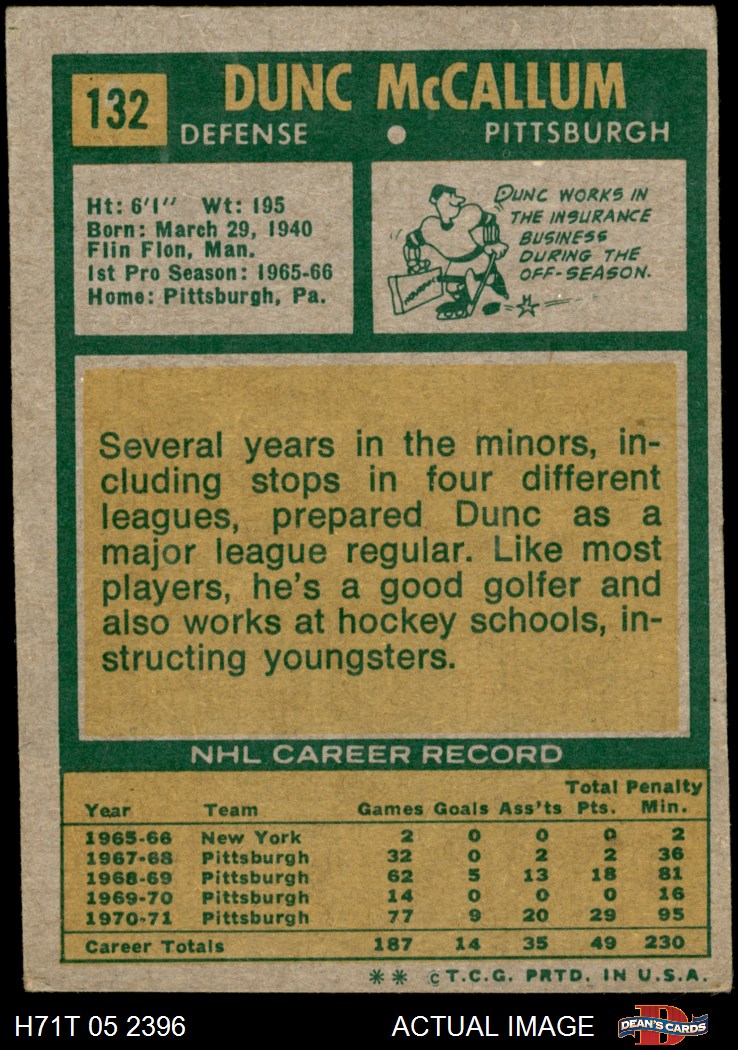 132
DUNC McCALLUM
DEFENSE • PITTSBURGH
Ht: 6'1" Wt: 195
Born: March 29, 1940
Flin Flon, Man.
1st Pro Season: 1965-66
Home: Pittsburgh, Pa.
DUNC WORKS IN
THE INSURANCE
BUSINESS
DURING THE
OFF-SEASON.
Several years in the minors, in-
cluding stops in four different
leagues, prepared Dunc as a
major league regular. Like most
players, he's a good golfer and
also works at hockey schools, in-
structing youngsters.
NHL CAREER RECORD
Total Penalty
Year Team Games Goals Ass'ts Pts. Min.
1965-66 New York 2 0 0 0 2
1967-68 Pittsburgh 32 0 2 2 36
1968-69 Pittsburgh 62 5 13 18 81
1969-70 Pittsburgh 14 0 0 0 16
1970-71 Pittsburgh 77 9 20 29 95
Career Totals 187 14 35 49 230
** © T.C.G. PRTD. IN U.S.A.
H71T 05 2396 ACTUAL IMAGE
D
DEAN'S CARDS